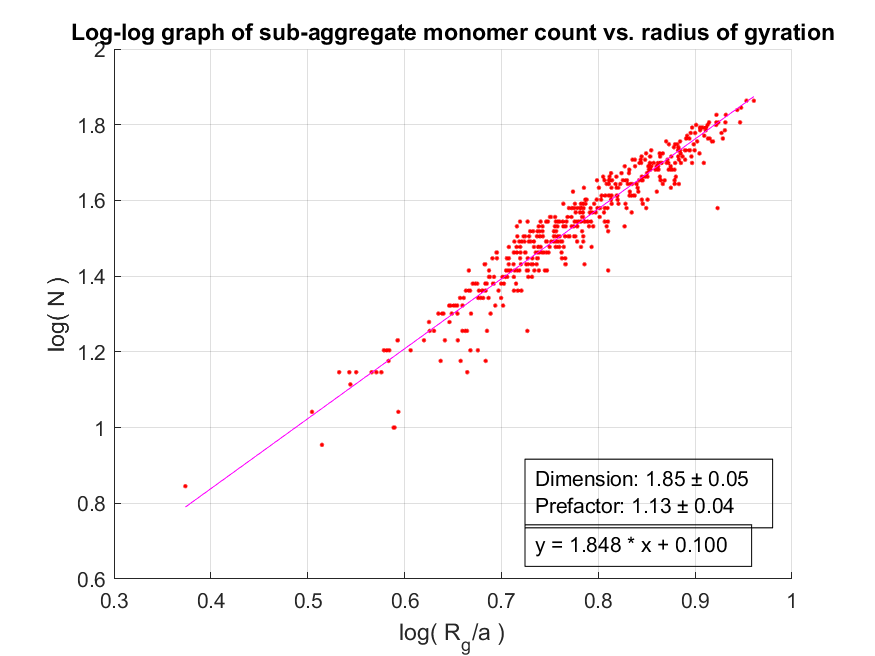 Log-log graph of sub-aggregate monomer count vs. radius of gyration
2
1.8
1.6
1.4
1.2
1
0.8
0.6
log( N )
Dimension: 1.85 ± 0.05
Prefactor: 1.13 ± 0.04
y = 1.848 * x + 0.100
0.3 0.4 0.5 0.6 0.7 0.8 0.9 1
log( R_g/a )